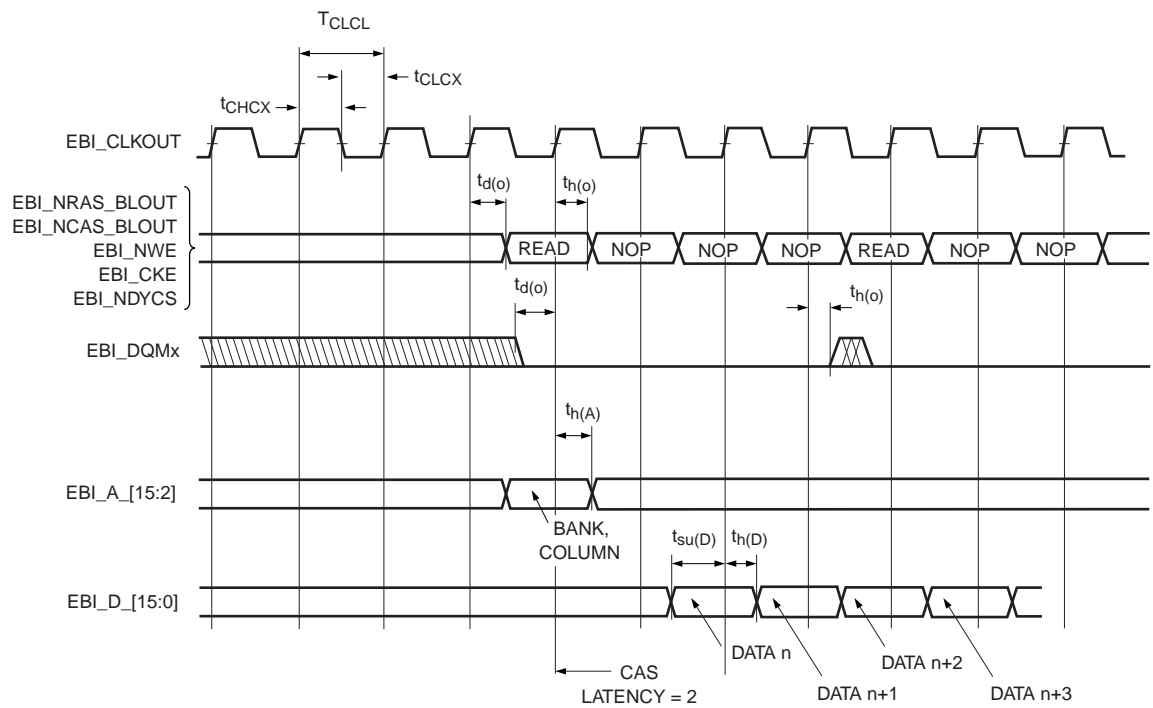 TCLCL
tCLCX
tCHCX
EBI_CLKOUT
td(o)
th(o)
EBI_NRAS_BLOUT
EBI_NCAS_BLOUT
EBI_NWE
EBI_CKE
EBI_NDYCS
READ NOP NOP NOP READ NOP NOP
td(o)
th(o)
EBI_DQMx
th(A)
EBI_A_[15:2]
BANK,
COLUMN
tsu(D)
th(D)
EBI_D_[15:0]
DATA n
DATA n+1
DATA n+2
DATA n+3
CAS
LATENCY = 2